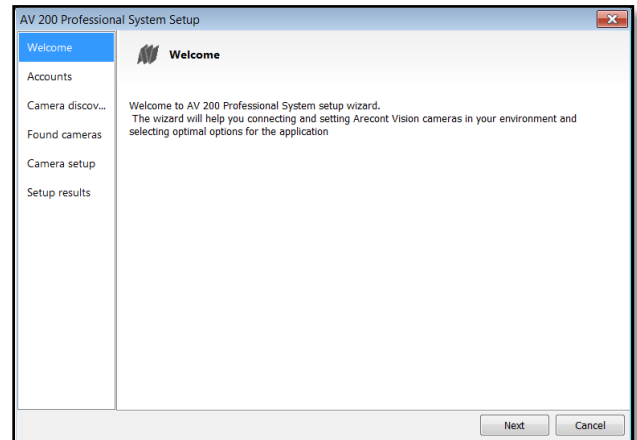 AV 200 Professional System Setup
Welcome
Accounts
Camera discov...
Found cameras
Camera setup
Setup results
Welcome
Welcome to AV 200 Professional System setup wizard.
The wizard will help you connecting and setting Arecont Vision cameras in your environment and
selecting optimal options for the application
Next
Cancel